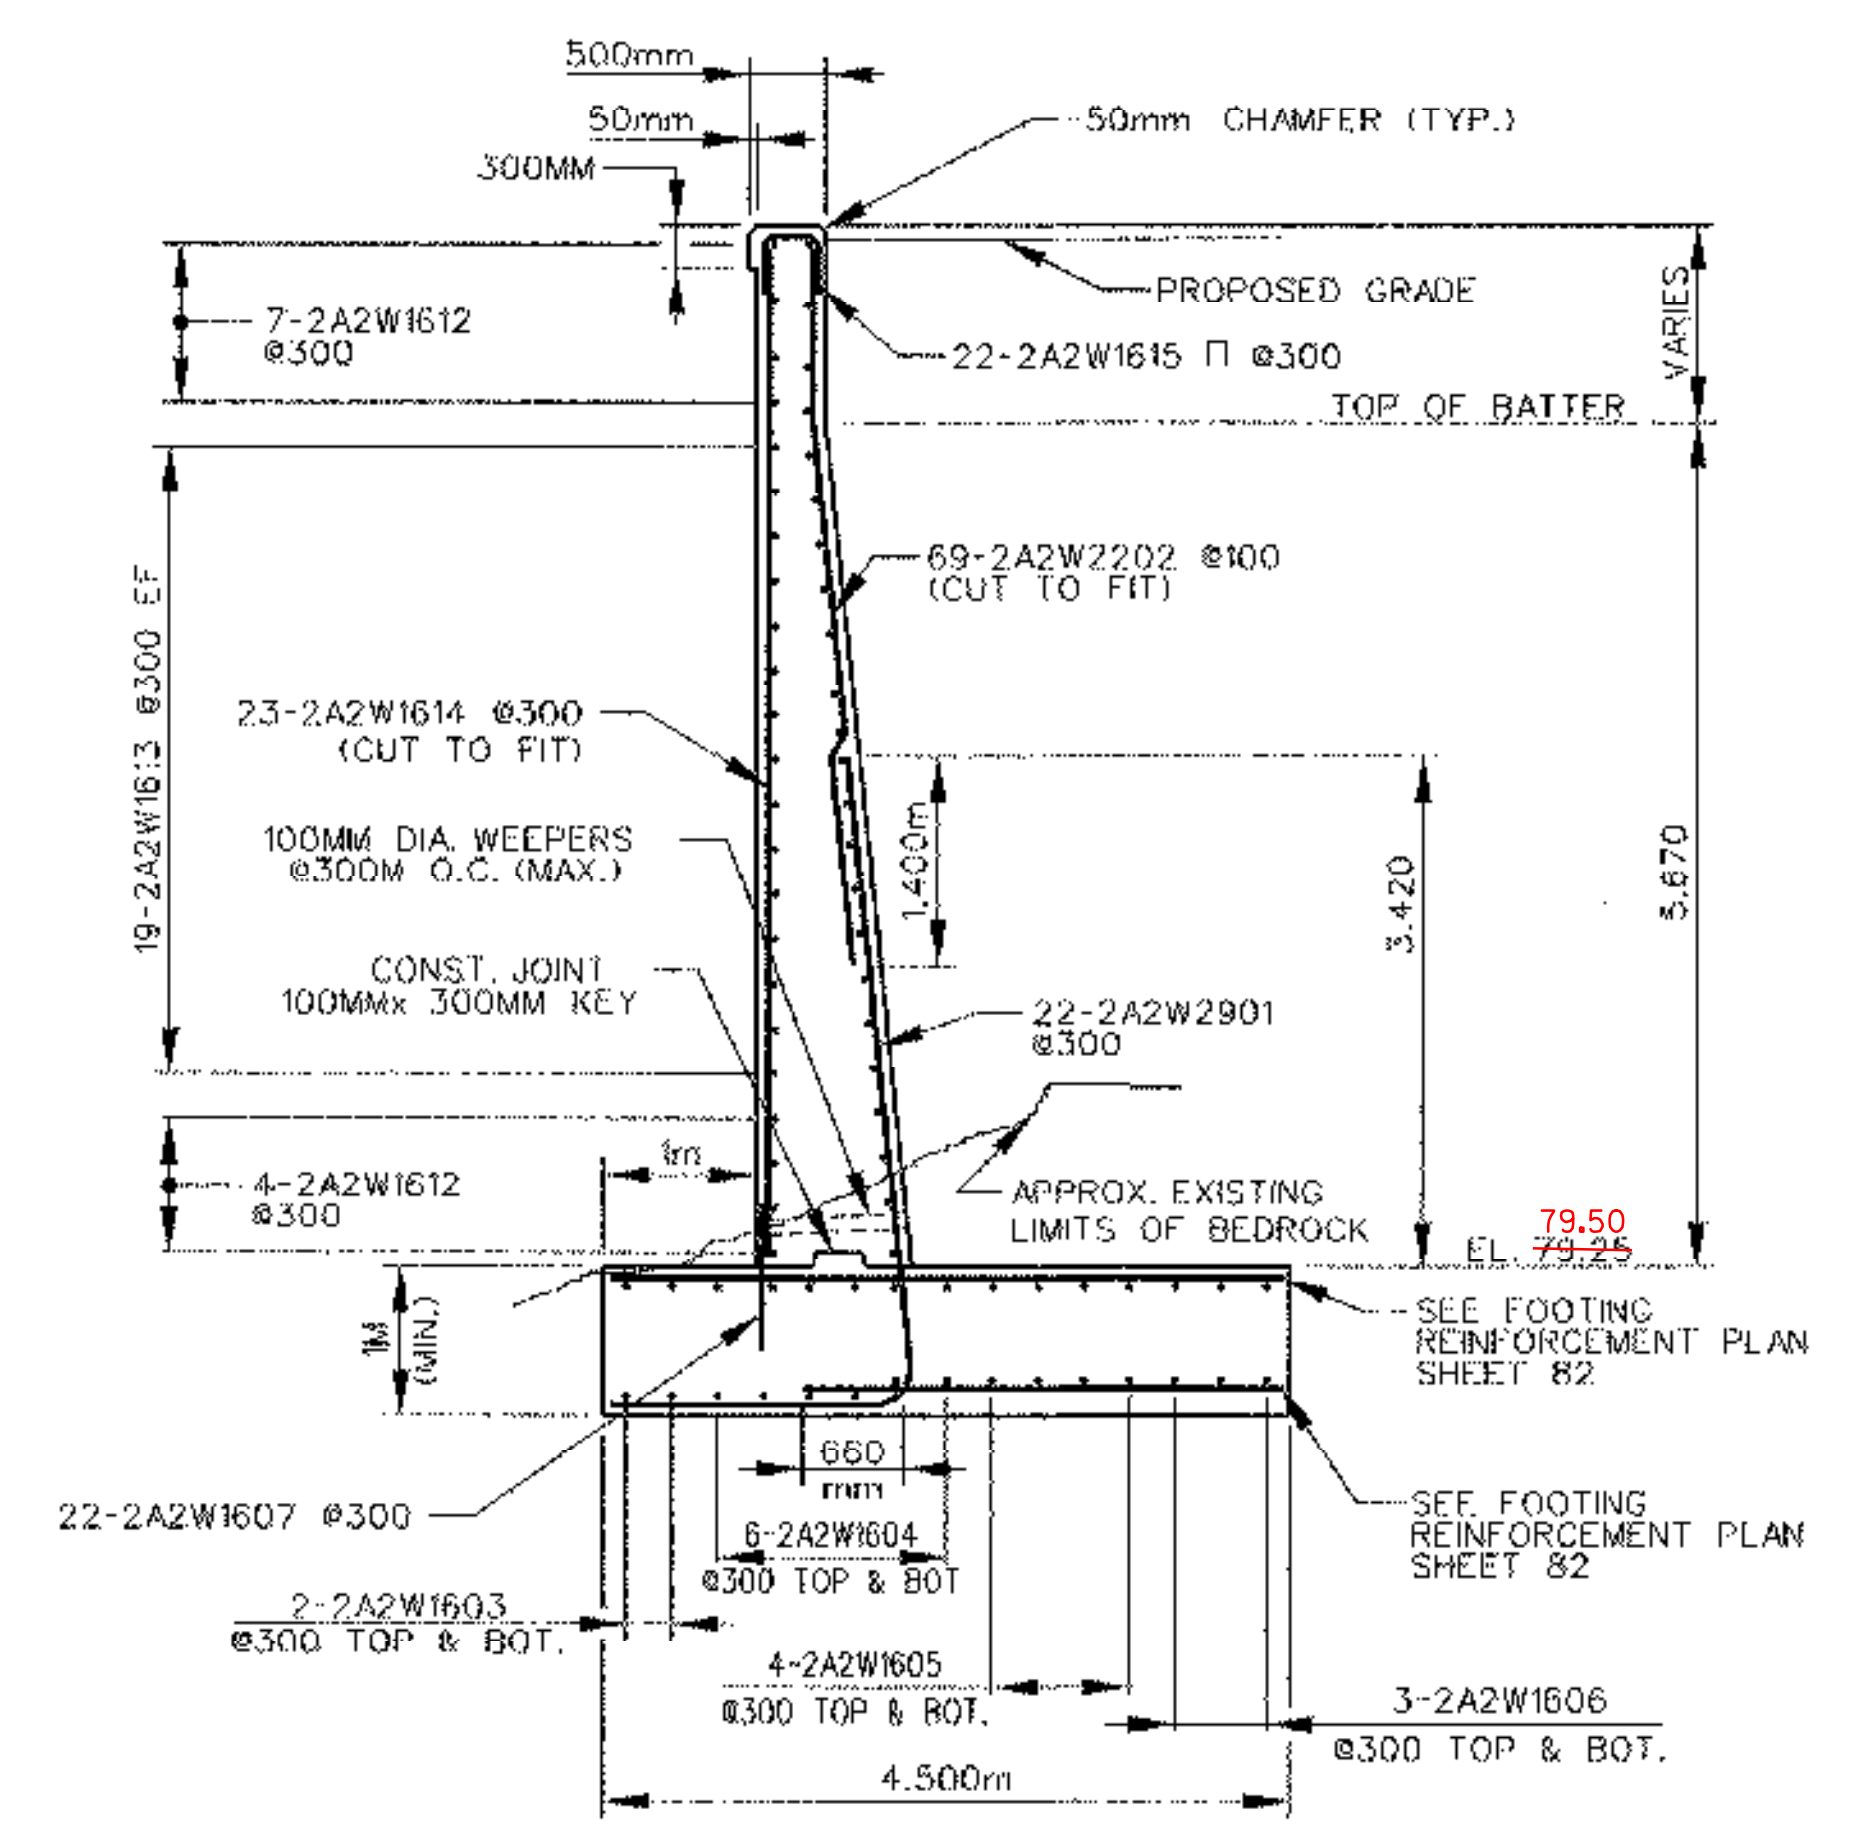 500mm
50mm
50mm CHAMFER (TYP.)
300MM
7-2A2W1612
@300
PROPOSED GRADE
VARIES
22-2A2W1615 ⊓ @300
TOP OF BATTER
69-2A2W2202 @100
(CUT TO FIT)
19-2A2W1613 @300 EF
23-2A2W1614 @300
(CUT TO FIT)
100MM DIA. WEEPERS
@300M O.C. (MAX.)
1.400m
3.420
5.670
CONST. JOINT
100MMx 300MM KEY
22-2A2W2901
@300
1m
4-2A2W1612
@300
APPROX. EXISTING
LIMITS OF BEDROCK
79.50
EL. 79.25
1M
(MIN.)
SEE FOOTING
REINFORCEMENT PLAN
SHEET 82
660
mm
22-2A2W1607 @300
SEE FOOTING
REINFORCEMENT PLAN
SHEET 82
6-2A2W1604
@300 TOP & BOT
2-2A2W1603
@300 TOP & BOT.
4-2A2W1605
@300 TOP & BOT.
3-2A2W1606
@300 TOP & BOT.
4.500m